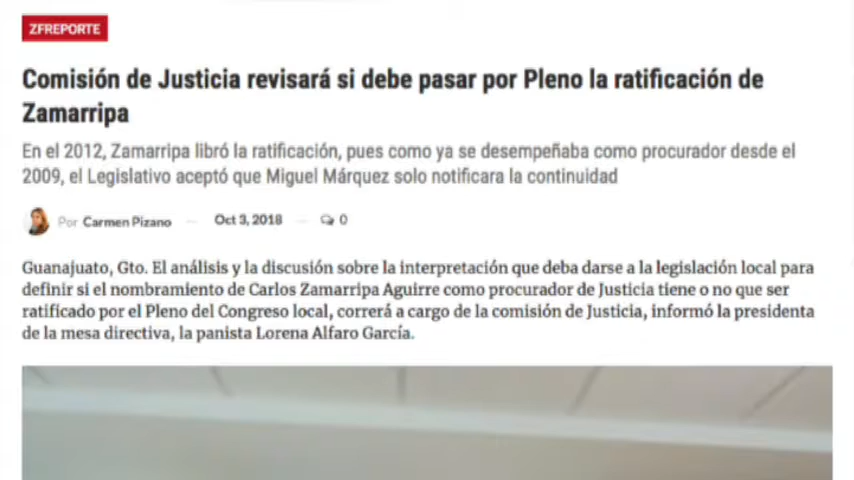 ZFREPORTE
Comisión de Justicia revisará si debe pasar por Pleno la ratificación de
Zamarripa
En el 2012, Zamarripa libró la ratificación, pues como ya se desempeñaba como procurador desde el
2009, el Legislativo aceptó que Miguel Márquez solo notificara la continuidad
Por Carmen Pizano — Oct 3, 2018 — 0
Guanajuato, Gto. El análisis y la discusión sobre la interpretación que deba darse a la legislación local para
definir si el nombramiento de Carlos Zamarripa Aguirre como procurador de Justicia tiene o no que ser
ratificado por el Pleno del Congreso local, correrá a cargo de la comisión de Justicia, informó la presidenta
de la mesa directiva, la panista Lorena Alfaro García.